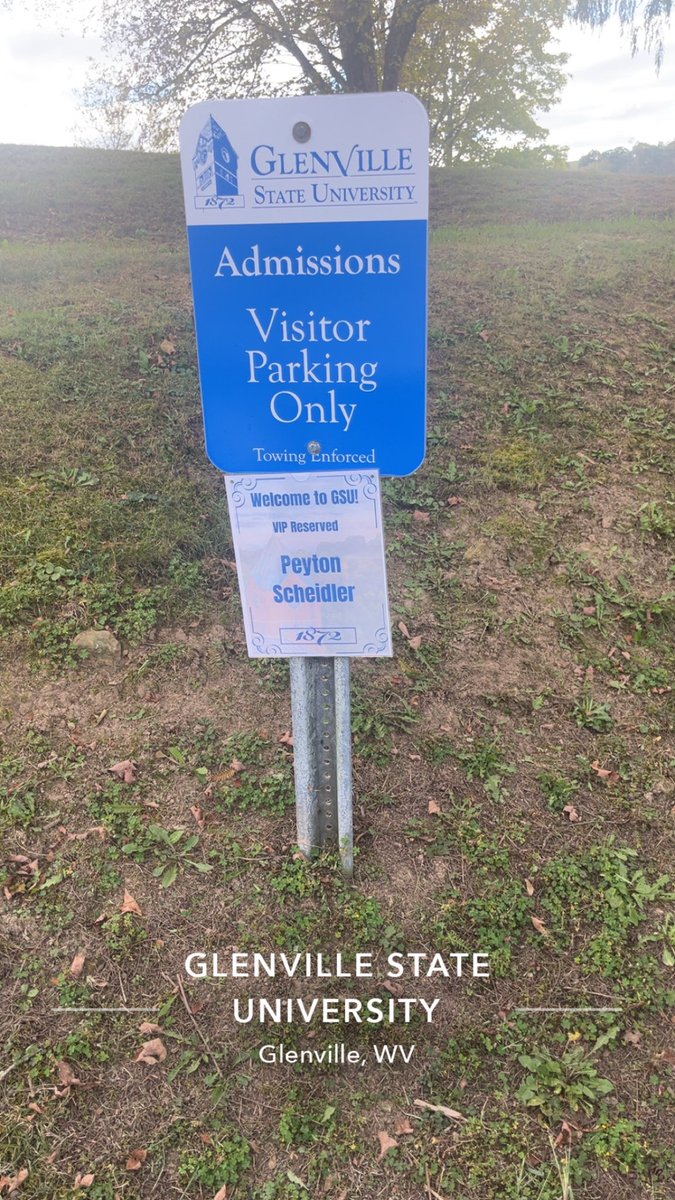 GLENVILLE
STATE UNIVERSITY
1872
Admissions
Visitor
Parking
Only
Towing Enforced
Welcome to GSU!
VIP Reserved
Peyton
Scheidler
1872
GLENVILLE STATE
UNIVERSITY
Glenville, WV